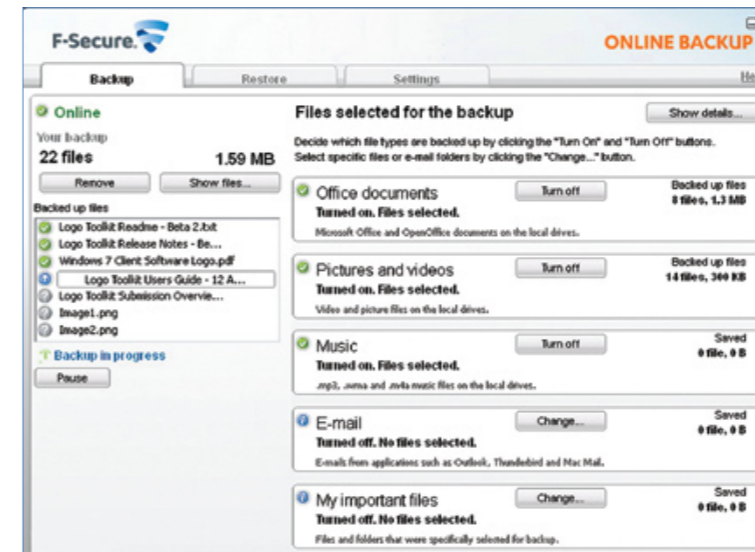 F-Secure.
ONLINE BACKUP
Backup
Restore
Settings
Online
Your backup
22 files 1.59 MB
Remove
Show files...
Backed up files
Logo Toolkit Readme - Beta 2.txt
Logo Toolkit Release Notes - Be...
Windows 7 Client Software Logo.pdf
Logo Toolkit Users Guide - 12 A...
Logo Toolkit Submission Overvie...
Image1.png
Image2.png
Backup in progress
Pause
Files selected for the backup
Show details...
Decide which file types are backed up by clicking the "Turn On" and "Turn Off" buttons.
Select specific files or e-mail folders by clicking the "Change..." button.
Office documents
Turn off
Backed up files
8 files, 1.3 MB
Turned on. Files selected.
Microsoft Office and OpenOffice documents on the local drives.
Pictures and videos
Turn off
Backed up files
14 files, 300 KB
Turned on. Files selected.
Video and picture files on the local drives.
Music
Turn off
Saved
0 file, 0 B
Turned on. Files selected.
.mp3, .wma and .m4a music files on the local drives.
E-mail
Change...
Saved
0 file, 0 B
Turned off. No files selected.
E-mails from applications such as Outlook, Thunderbird and Mac Mail.
My important files
Change...
Saved
0 file, 0 B
Turned off. No files selected.
Files and folders that were specifically selected for backup.